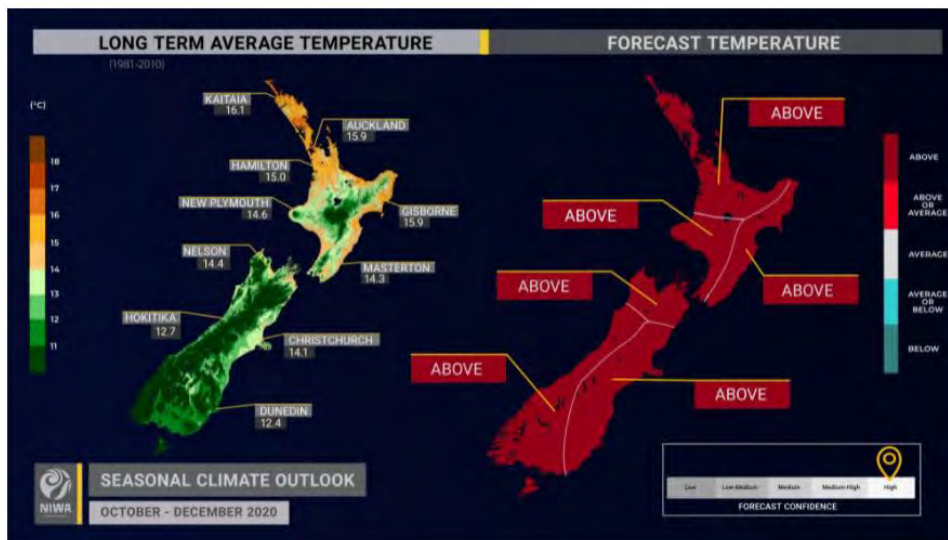 LONG TERM AVERAGE TEMPERATURE
(1981-2010)
FORECAST TEMPERATURE
(°C)
18
17
16
15
14
13
12
11
KAITAIA
16.1
AUCKLAND
15.9
HAMILTON
15.0
NEW PLYMOUTH
14.6
GISBORNE
15.9
NELSON
14.4
MASTERTON
14.3
HOKITIKA
12.7
CHRISTCHURCH
14.1
DUNEDIN
12.4
ABOVE
ABOVE
ABOVE
ABOVE
ABOVE
ABOVE
ABOVE
ABOVE
OR
AVERAGE
AVERAGE
AVERAGE
OR
BELOW
BELOW
NIWA
SEASONAL CLIMATE OUTLOOK
OCTOBER - DECEMBER 2020
Low
Low-Medium
Medium
Medium-High
High
FORECAST CONFIDENCE